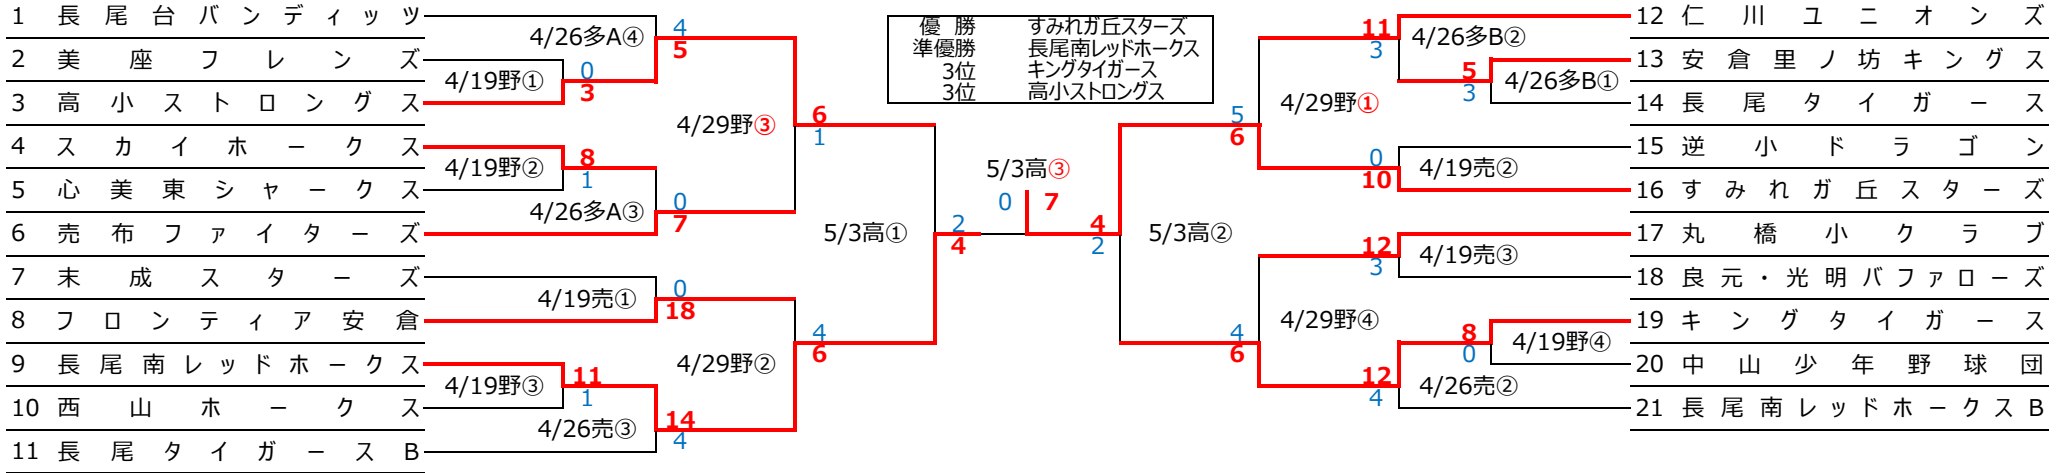 1 長尾台バンディッツ
2 美座フレンズ
3 高小ストロングス
4 スカイホークス
5 心美東シャークス
6 売布ファイターズ
7 末成スターズ
8 フロンティア安倉
9 長尾南レッドホークス
10 西山ホークス
11 長尾タイガースB
4/26多A④
4
5
4/19野①
0
3
4/29野③
6
1
4/19野②
8
1
4/26多A③
0
7
5/3高①
2
4
4/19売①
0
18
4/29野②
4
6
4/19野③
11
1
4/26売③
14
4
優勝 すみれガ丘スターズ
準優勝 長尾南レッドホークス
3位 キングタイガース
3位 高小ストロングス
5/3高③
0 7
11
3
4/26多B②
5
3
4/26多B①
4/29野①
5
6
0
10
4/19売②
4
2
5/3高②
12
3
4/19売③
4/29野④
4
6
8
0
4/19野④
12
4
4/26売②
12 仁川ユニオンズ
13 安倉里ノ坊キングス
14 長尾タイガース
15 逆小ドラゴン
16 すみれガ丘スターズ
17 丸橋小クラブ
18 良元・光明バファローズ
19 キングタイガース
20 中山少年野球団
21 長尾南レッドホークスB